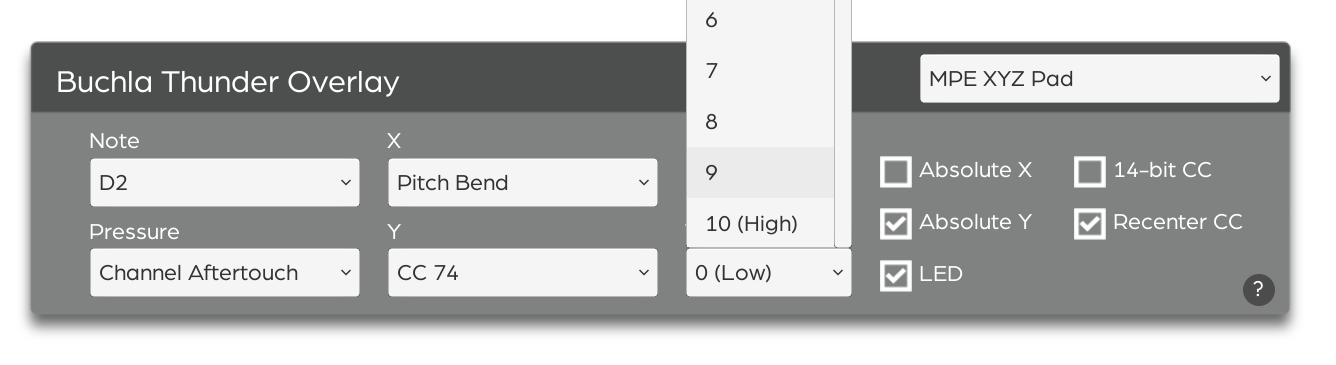 6
7
8
9
10 (High)
Buchla Thunder Overlay
MPE XYZ Pad
Note
X
D2
Pitch Bend
Absolute X
14-bit CC
Absolute Y
Recenter CC
Pressure
Y
Channel Aftertouch
CC 74
0 (Low)
LED
?